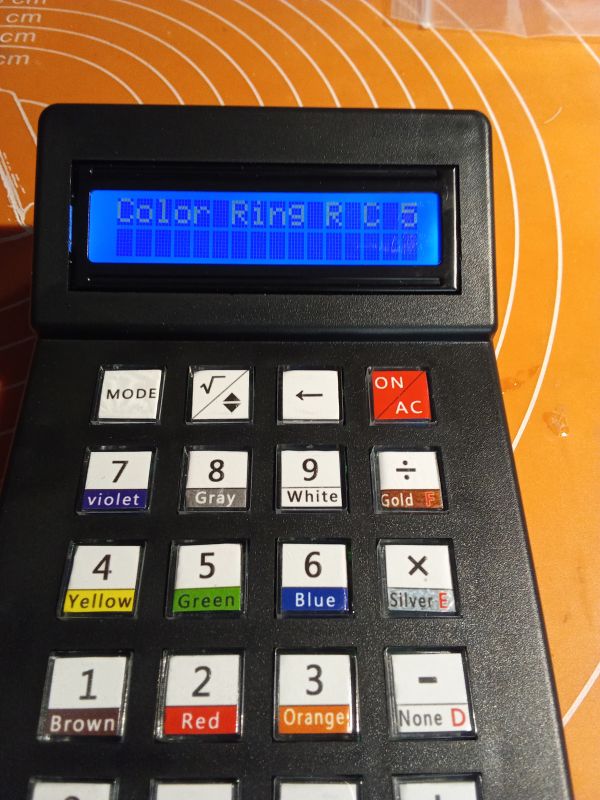 cm
cm
cm
Color Ring R C 5
MODE
√
←
ON
AC
7
violet
8
Gray
9
White
÷
Gold F
4
Yellow
5
Green
6
Blue
×
Silver E
1
Brown
2
Red
3
Orange
-
None D